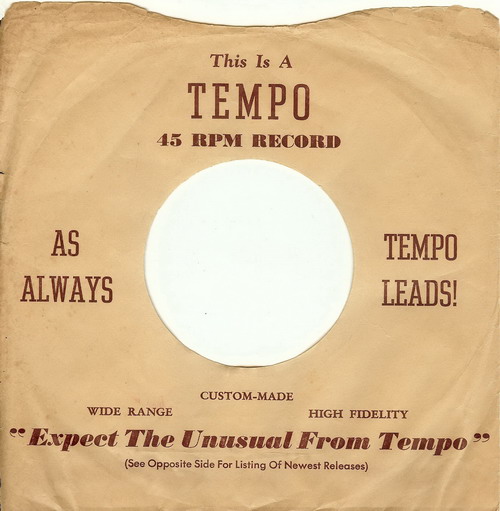 This Is A
TEMPO
45 RPM RECORD
AS ALWAYS
TEMPO LEADS!
CUSTOM-MADE
WIDE RANGE HIGH FIDELITY
"Expect The Unusual From Tempo"
(See Opposite Side For Listing Of Newest Releases)